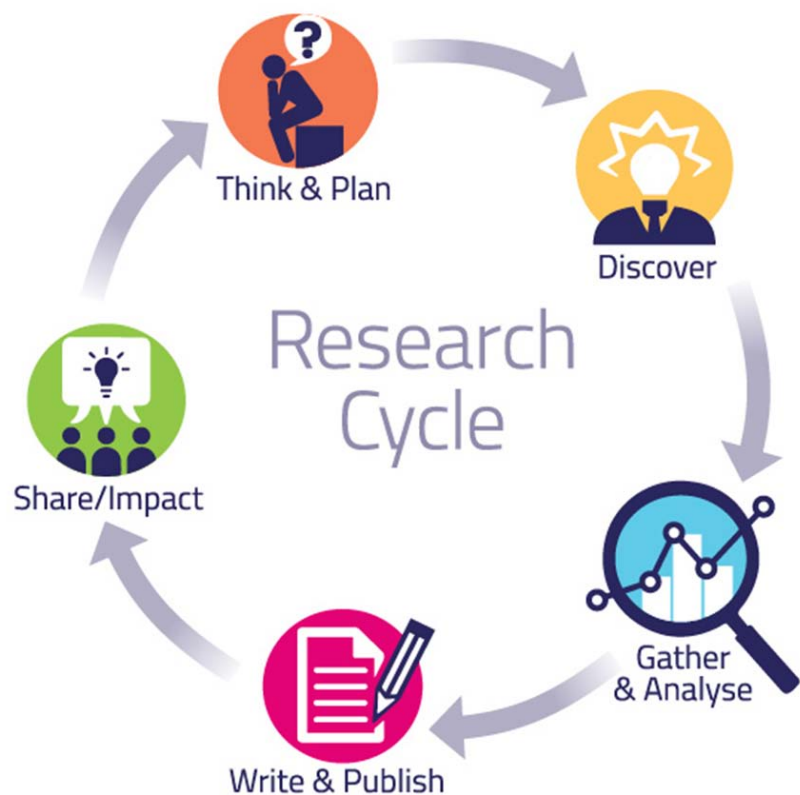 ?
Think & Plan
Discover
Research
Cycle
Share/Impact
Gather
& Analyse
Write & Publish